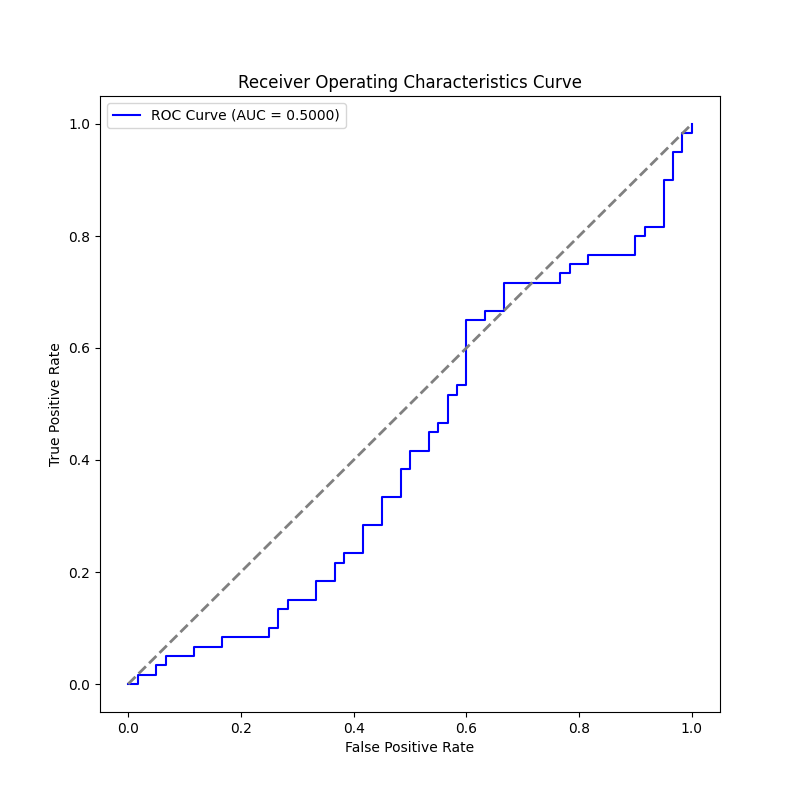 Receiver Operating Characteristics Curve
ROC Curve (AUC = 0.5000)
True Positive Rate
1.0
0.8
0.6
0.4
0.2
0.0
0.0 0.2 0.4 0.6 0.8 1.0
False Positive Rate